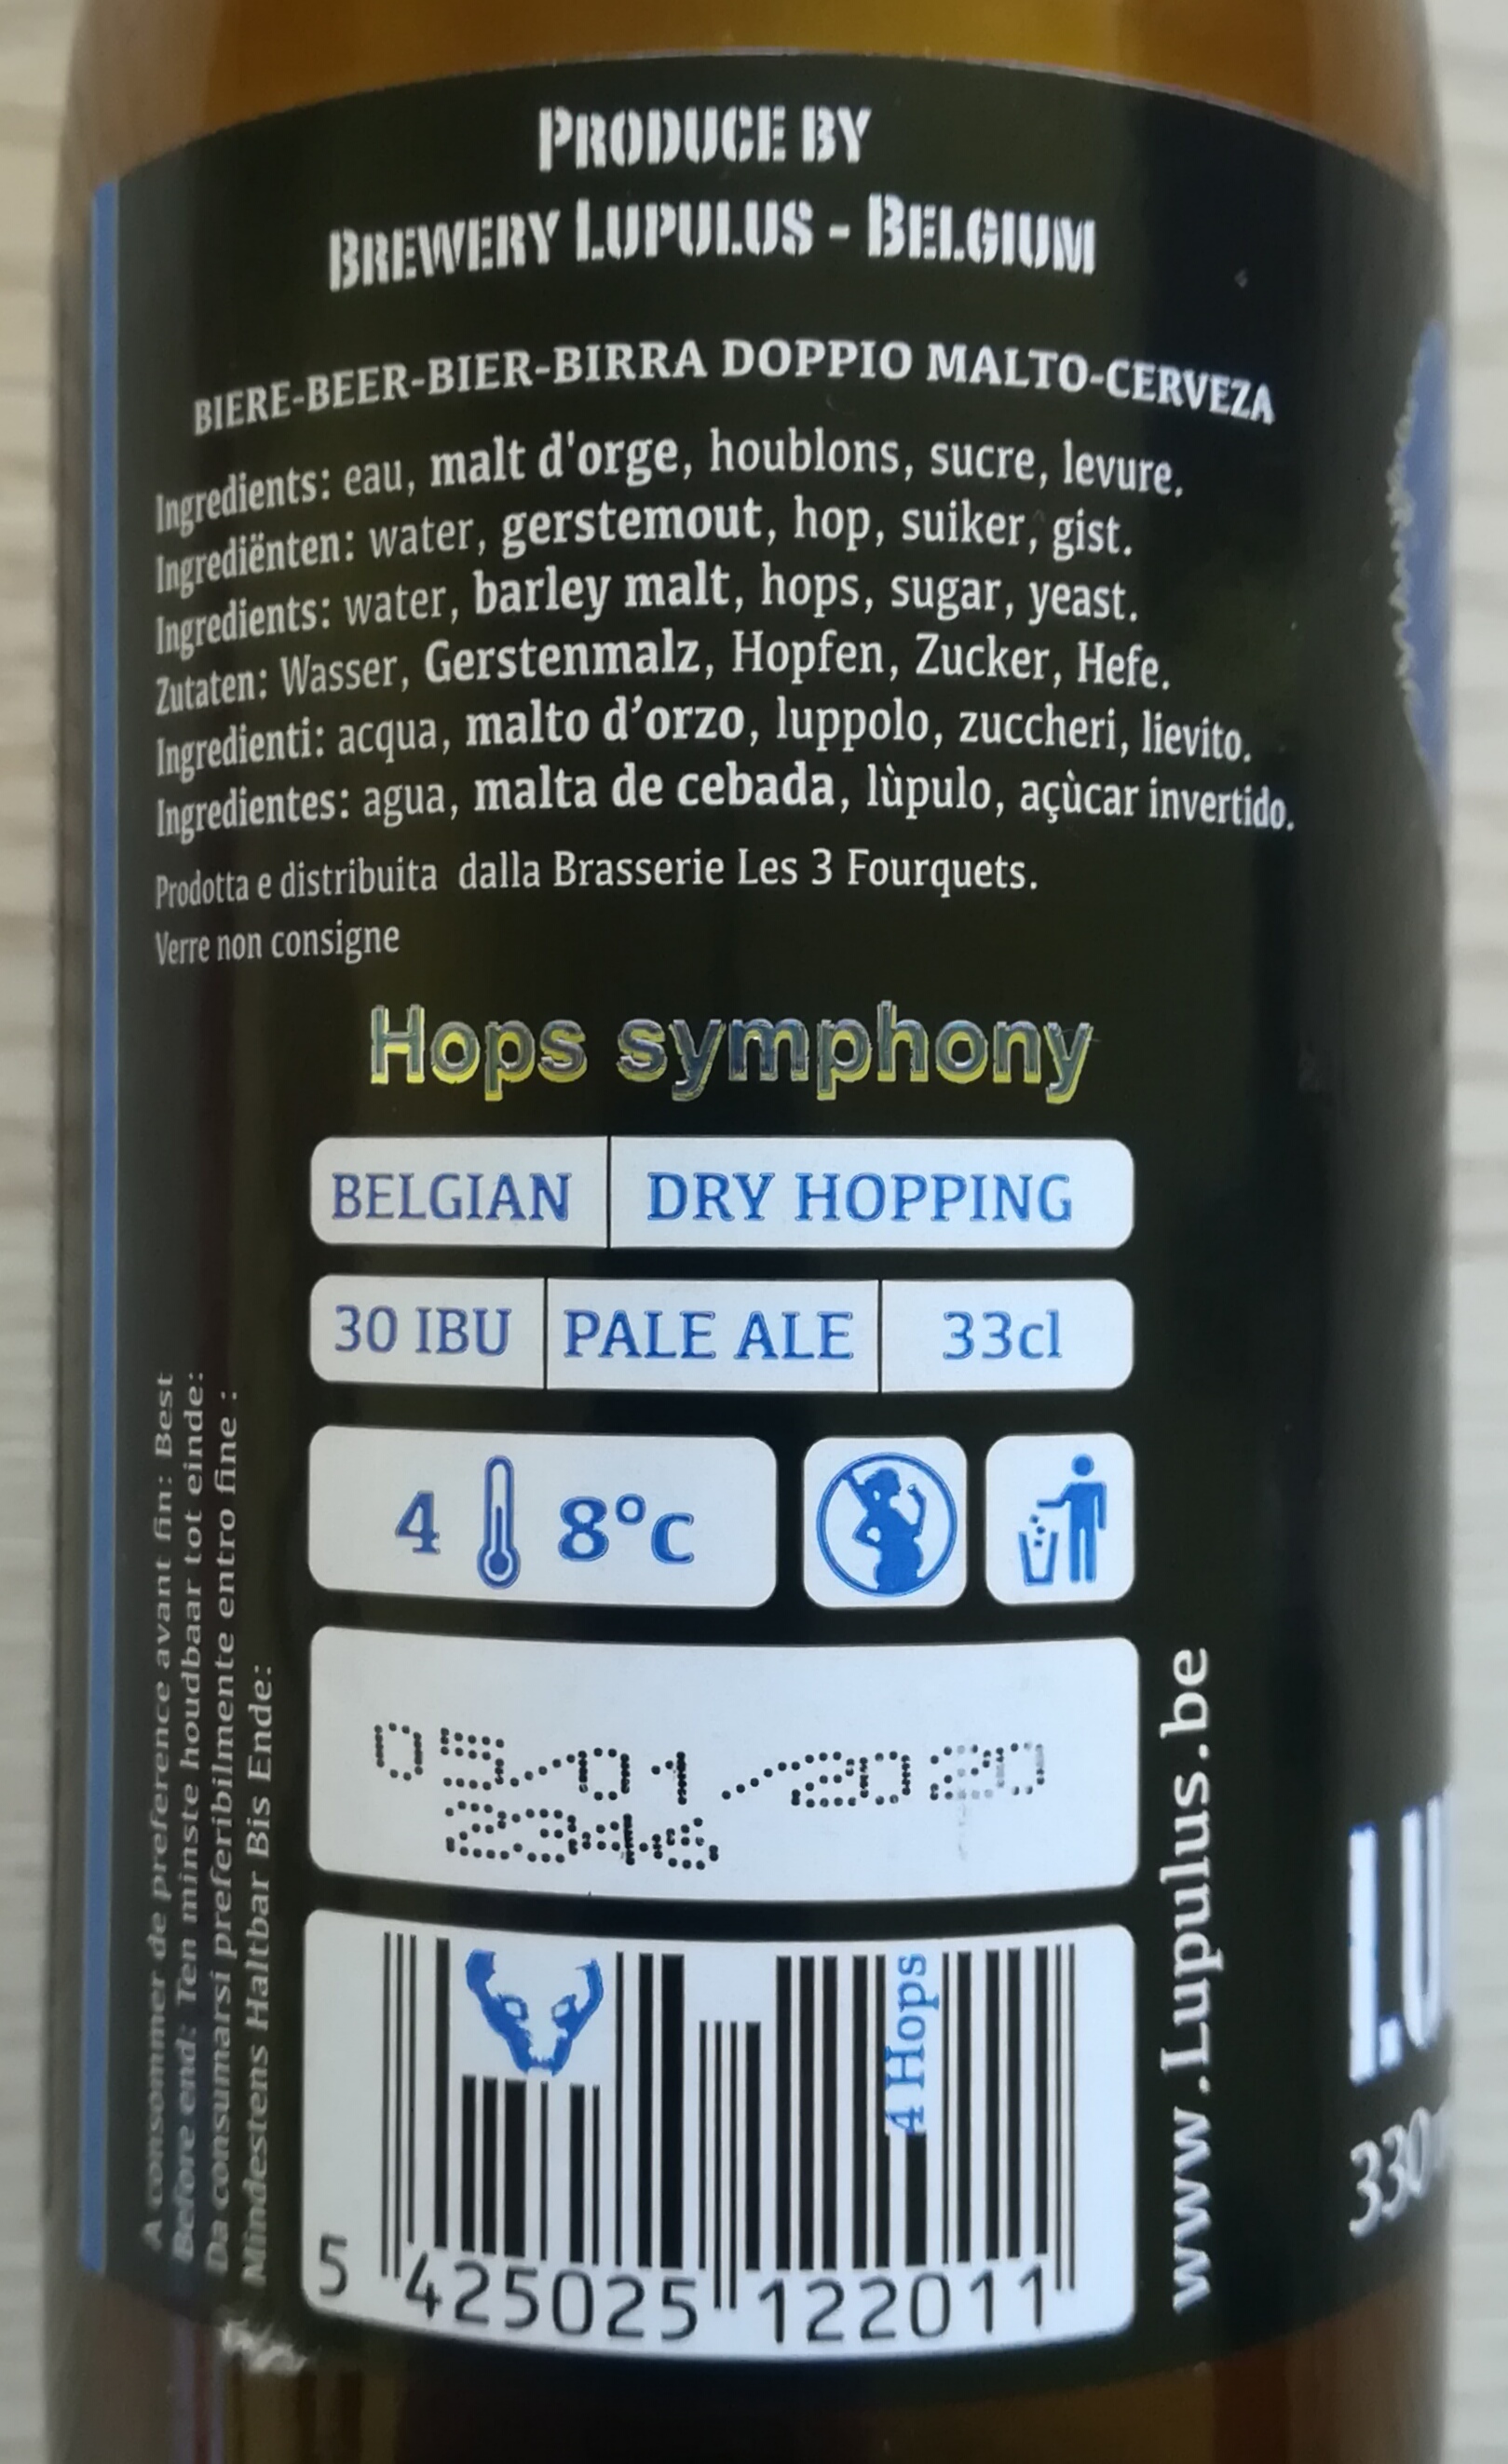 PRODUCE BY
BREWERY LUPULUS - BELGIUM
BIERE-BEER-BIER-BIRRA DOPPIO MALTO-CERVEZA
Ingredients: eau, malt d'orge, houblons, sucre, levure.
Ingrediënten: water, gerstemout, hop, suiker, gist.
Ingredients: water, barley malt, hops, sugar, yeast.
Zutaten: Wasser, Gerstenmalz, Hopfen, Zucker, Hefe.
Ingredienti: acqua, malto d’orzo, luppolo, zuccheri, lievito.
Ingredientes: agua, malta de cebada, lùpulo, açùcar invertido.
Prodotta e distribuita dalla Brasserie Les 3 Fourquets.
Verre non consigne
Hops symphony
BELGIAN DRY HOPPING
30 IBU PALE ALE 33cl
4 8°c
A consommer de preference avant fin: Best
Before end: Ten minste houdbaar tot einde:
Da consumarsi preferibilmente entro fine :
Mindestens Haltbar Bis Ende:
4 Hops
5 425025 122011
www.Lupulus.be
LU
330